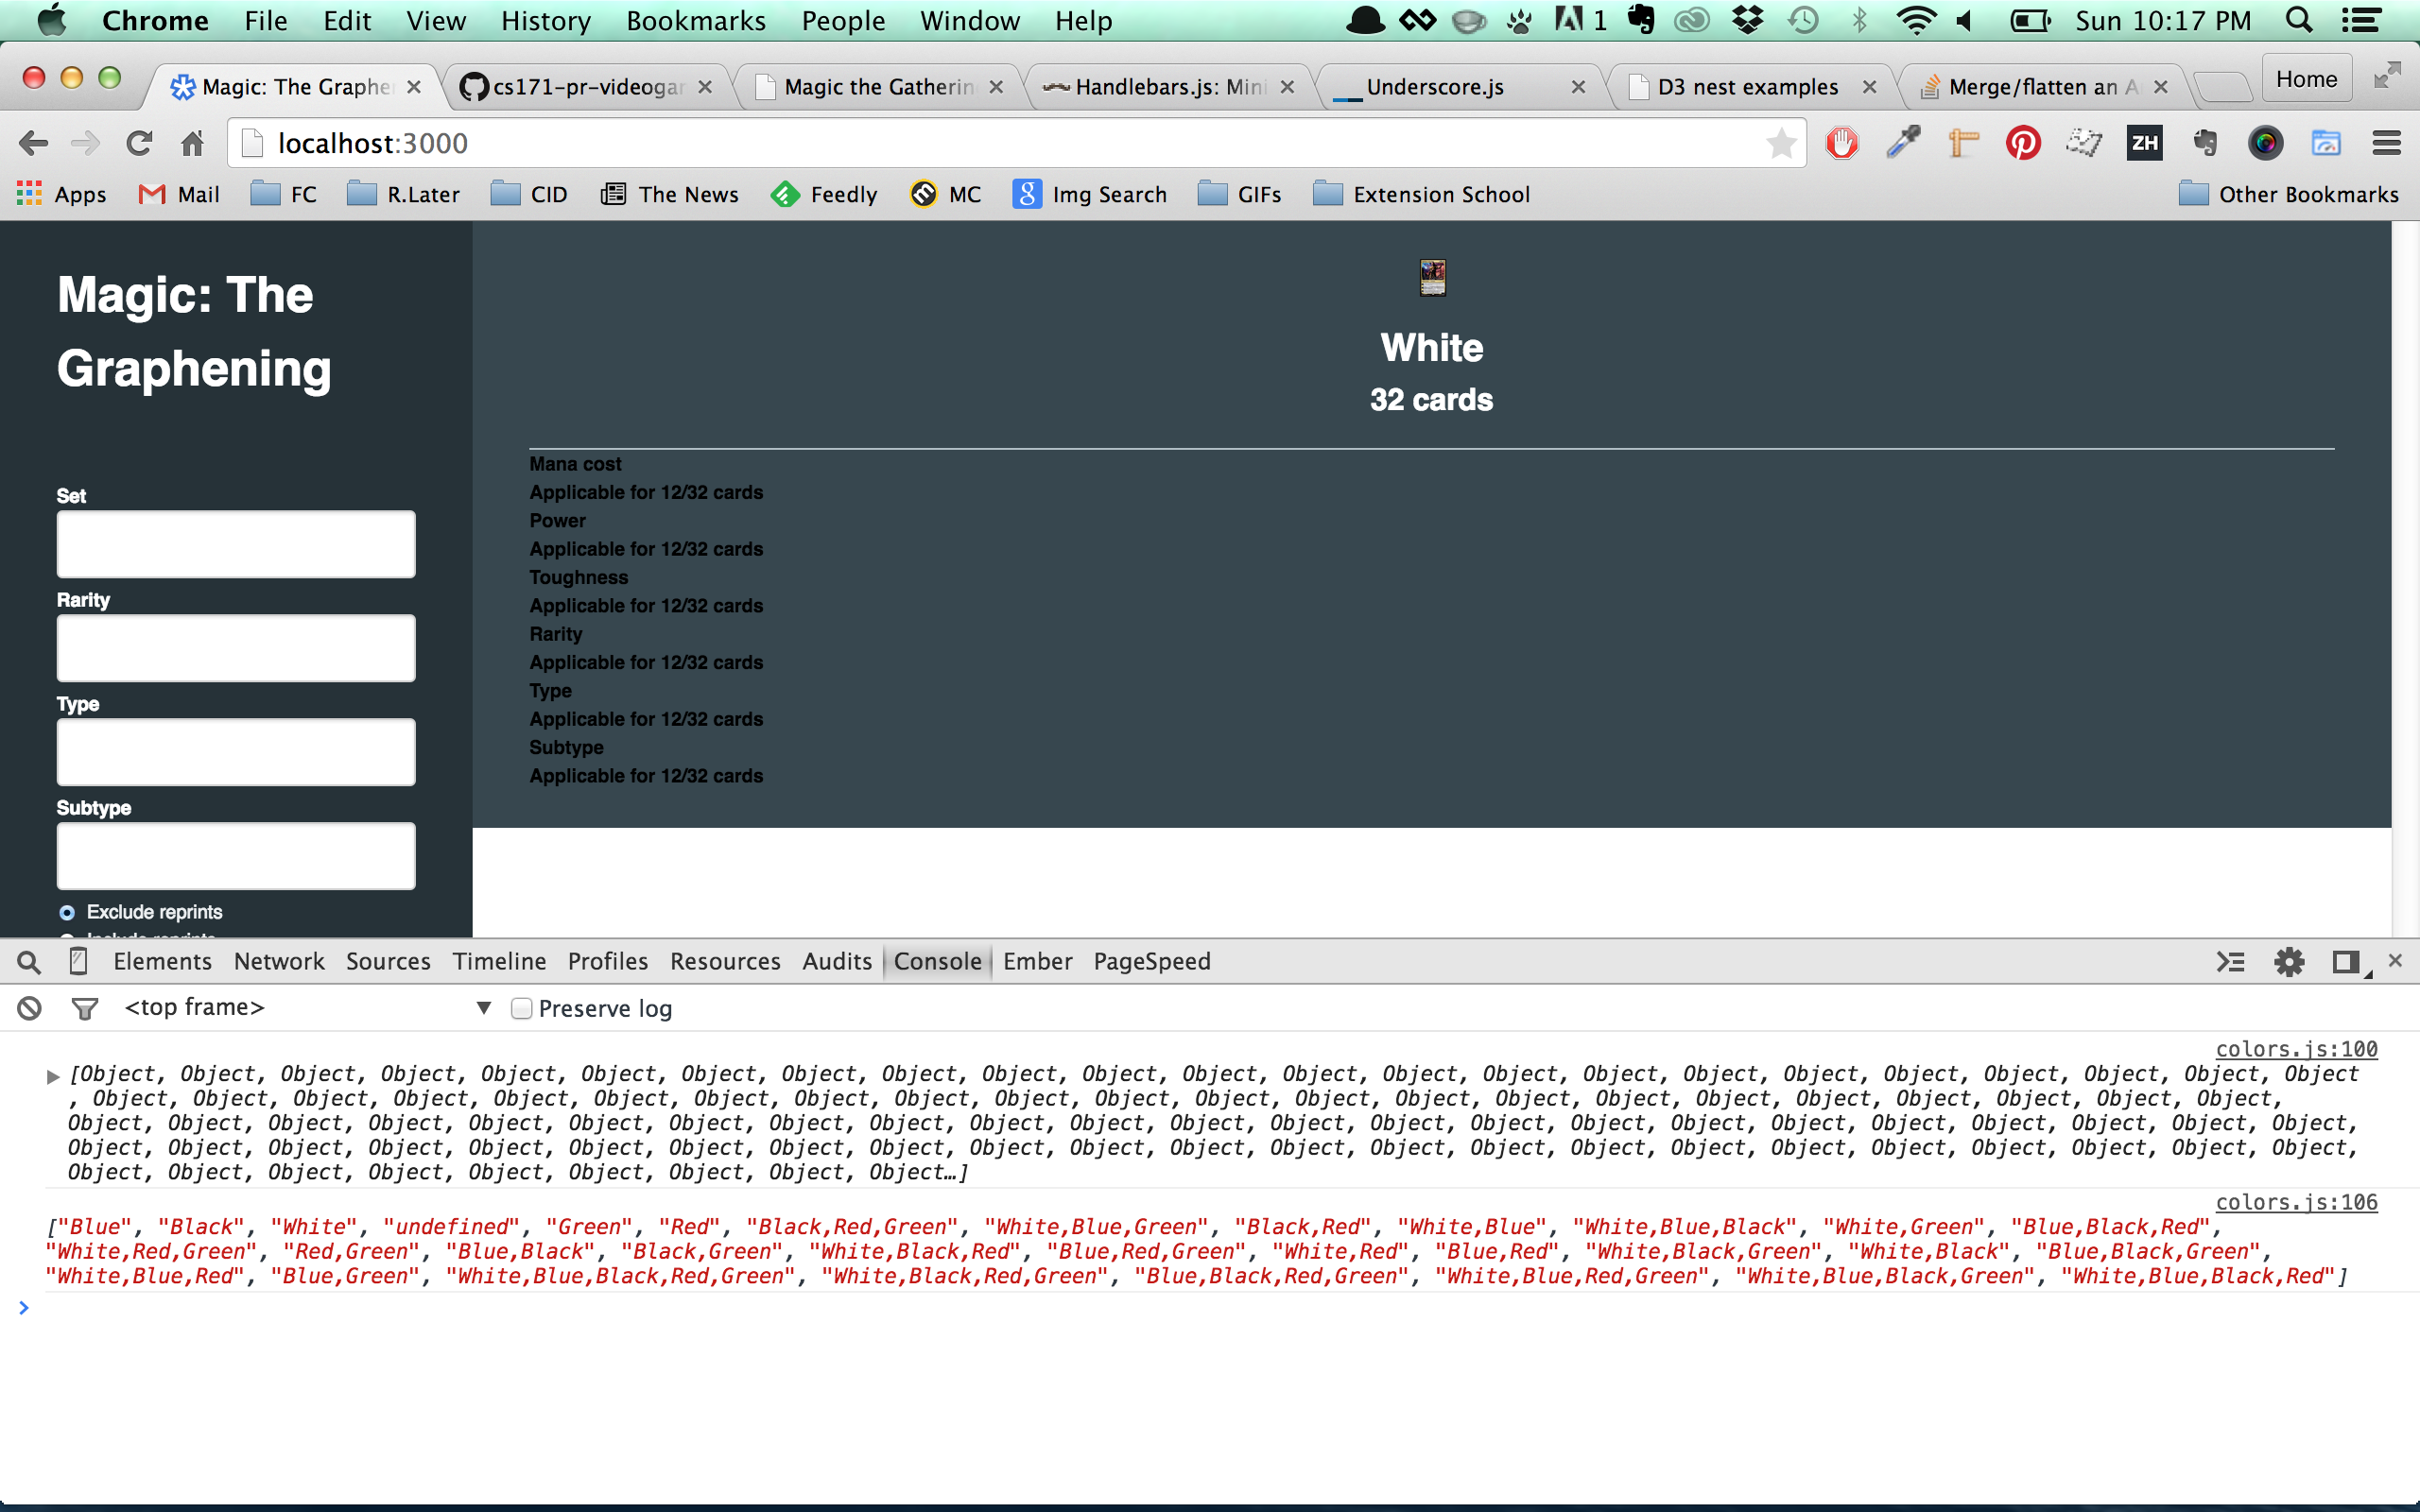 Chrome File Edit View History Bookmarks People Window Help 1 Sun 10:17 PM
Magic: The Graphe cs171-pr-videogar Magic the Gatherin Handlebars.js: Mini Underscore.js D3 nest examples Merge/flatten an A Home
localhost:3000 ZH
Apps Mail FC R.Later CID The News Feedly MC Img Search GIFs Extension School Other Bookmarks
Magic: The
Graphening
Set
Rarity
Type
Subtype
Exclude reprints
Include reprints
White
32 cards
Mana cost
Applicable for 12/32 cards
Power
Applicable for 12/32 cards
Toughness
Applicable for 12/32 cards
Rarity
Applicable for 12/32 cards
Type
Applicable for 12/32 cards
Subtype
Applicable for 12/32 cards
Elements Network Sources Timeline Profiles Resources Audits Console Ember PageSpeed
<top frame> Preserve log
colors.js:100
[Object, Object, Object, Object, Object, Object, Object, Object, Object, Object, Object, Object, Object, Object, Object, Object, Object, Object, Object, Object, Object, Object, Object
, Object, Object, Object, Object, Object, Object, Object, Object, Object, Object, Object, Object, Object, Object, Object, Object, Object, Object, Object, Object, Object, Object,
Object, Object, Object, Object, Object, Object, Object, Object, Object, Object, Object, Object, Object, Object, Object, Object, Object, Object, Object, Object, Object, Object, Object,
Object, Object, Object, Object, Object, Object, Object, Object, Object, Object, Object, Object, Object, Object, Object, Object, Object, Object, Object, Object, Object, Object, Object,
Object, Object, Object, Object, Object, Object, Object, Object, Object…]
colors.js:106
["Blue", "Black", "White", "undefined", "Green", "Red", "Black,Red,Green", "White,Blue,Green", "Black,Red", "White,Blue", "White,Blue,Black", "White,Green", "Blue,Black,Red",
"White,Red,Green", "Red,Green", "Blue,Black", "Black,Green", "White,Black,Red", "Blue,Red,Green", "White,Red", "Blue,Red", "White,Black,Green", "White,Black", "Blue,Black,Green",
"White,Blue,Red", "Blue,Green", "White,Blue,Black,Red,Green", "White,Black,Red,Green", "Blue,Black,Red,Green", "White,Blue,Red,Green", "White,Blue,Black,Green", "White,Blue,Black,Red"]